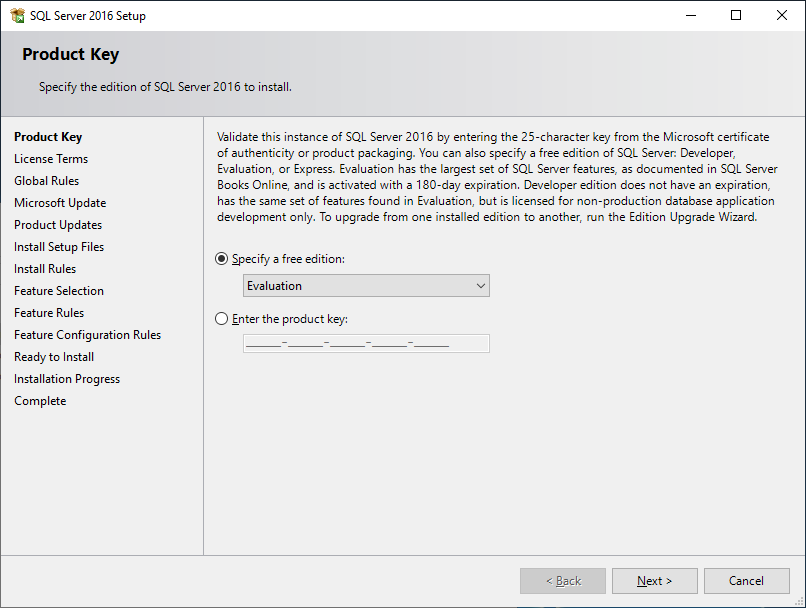 SQL Server 2016 Setup
Product Key
Specify the edition of SQL Server 2016 to install.
Product Key
License Terms
Global Rules
Microsoft Update
Product Updates
Install Setup Files
Install Rules
Feature Selection
Feature Rules
Feature Configuration Rules
Ready to Install
Installation Progress
Complete
Validate this instance of SQL Server 2016 by entering the 25-character key from the Microsoft certificate
of authenticity or product packaging. You can also specify a free edition of SQL Server: Developer,
Evaluation, or Express. Evaluation has the largest set of SQL Server features, as documented in SQL Server
Books Online, and is activated with a 180-day expiration. Developer edition does not have an expiration,
has the same set of features found in Evaluation, but is licensed for non-production database application
development only. To upgrade from one installed edition to another, run the Edition Upgrade Wizard.
Specify a free edition:
Evaluation
Enter the product key:
_____-_____-_____-_____-_____
< Back
Next >
Cancel